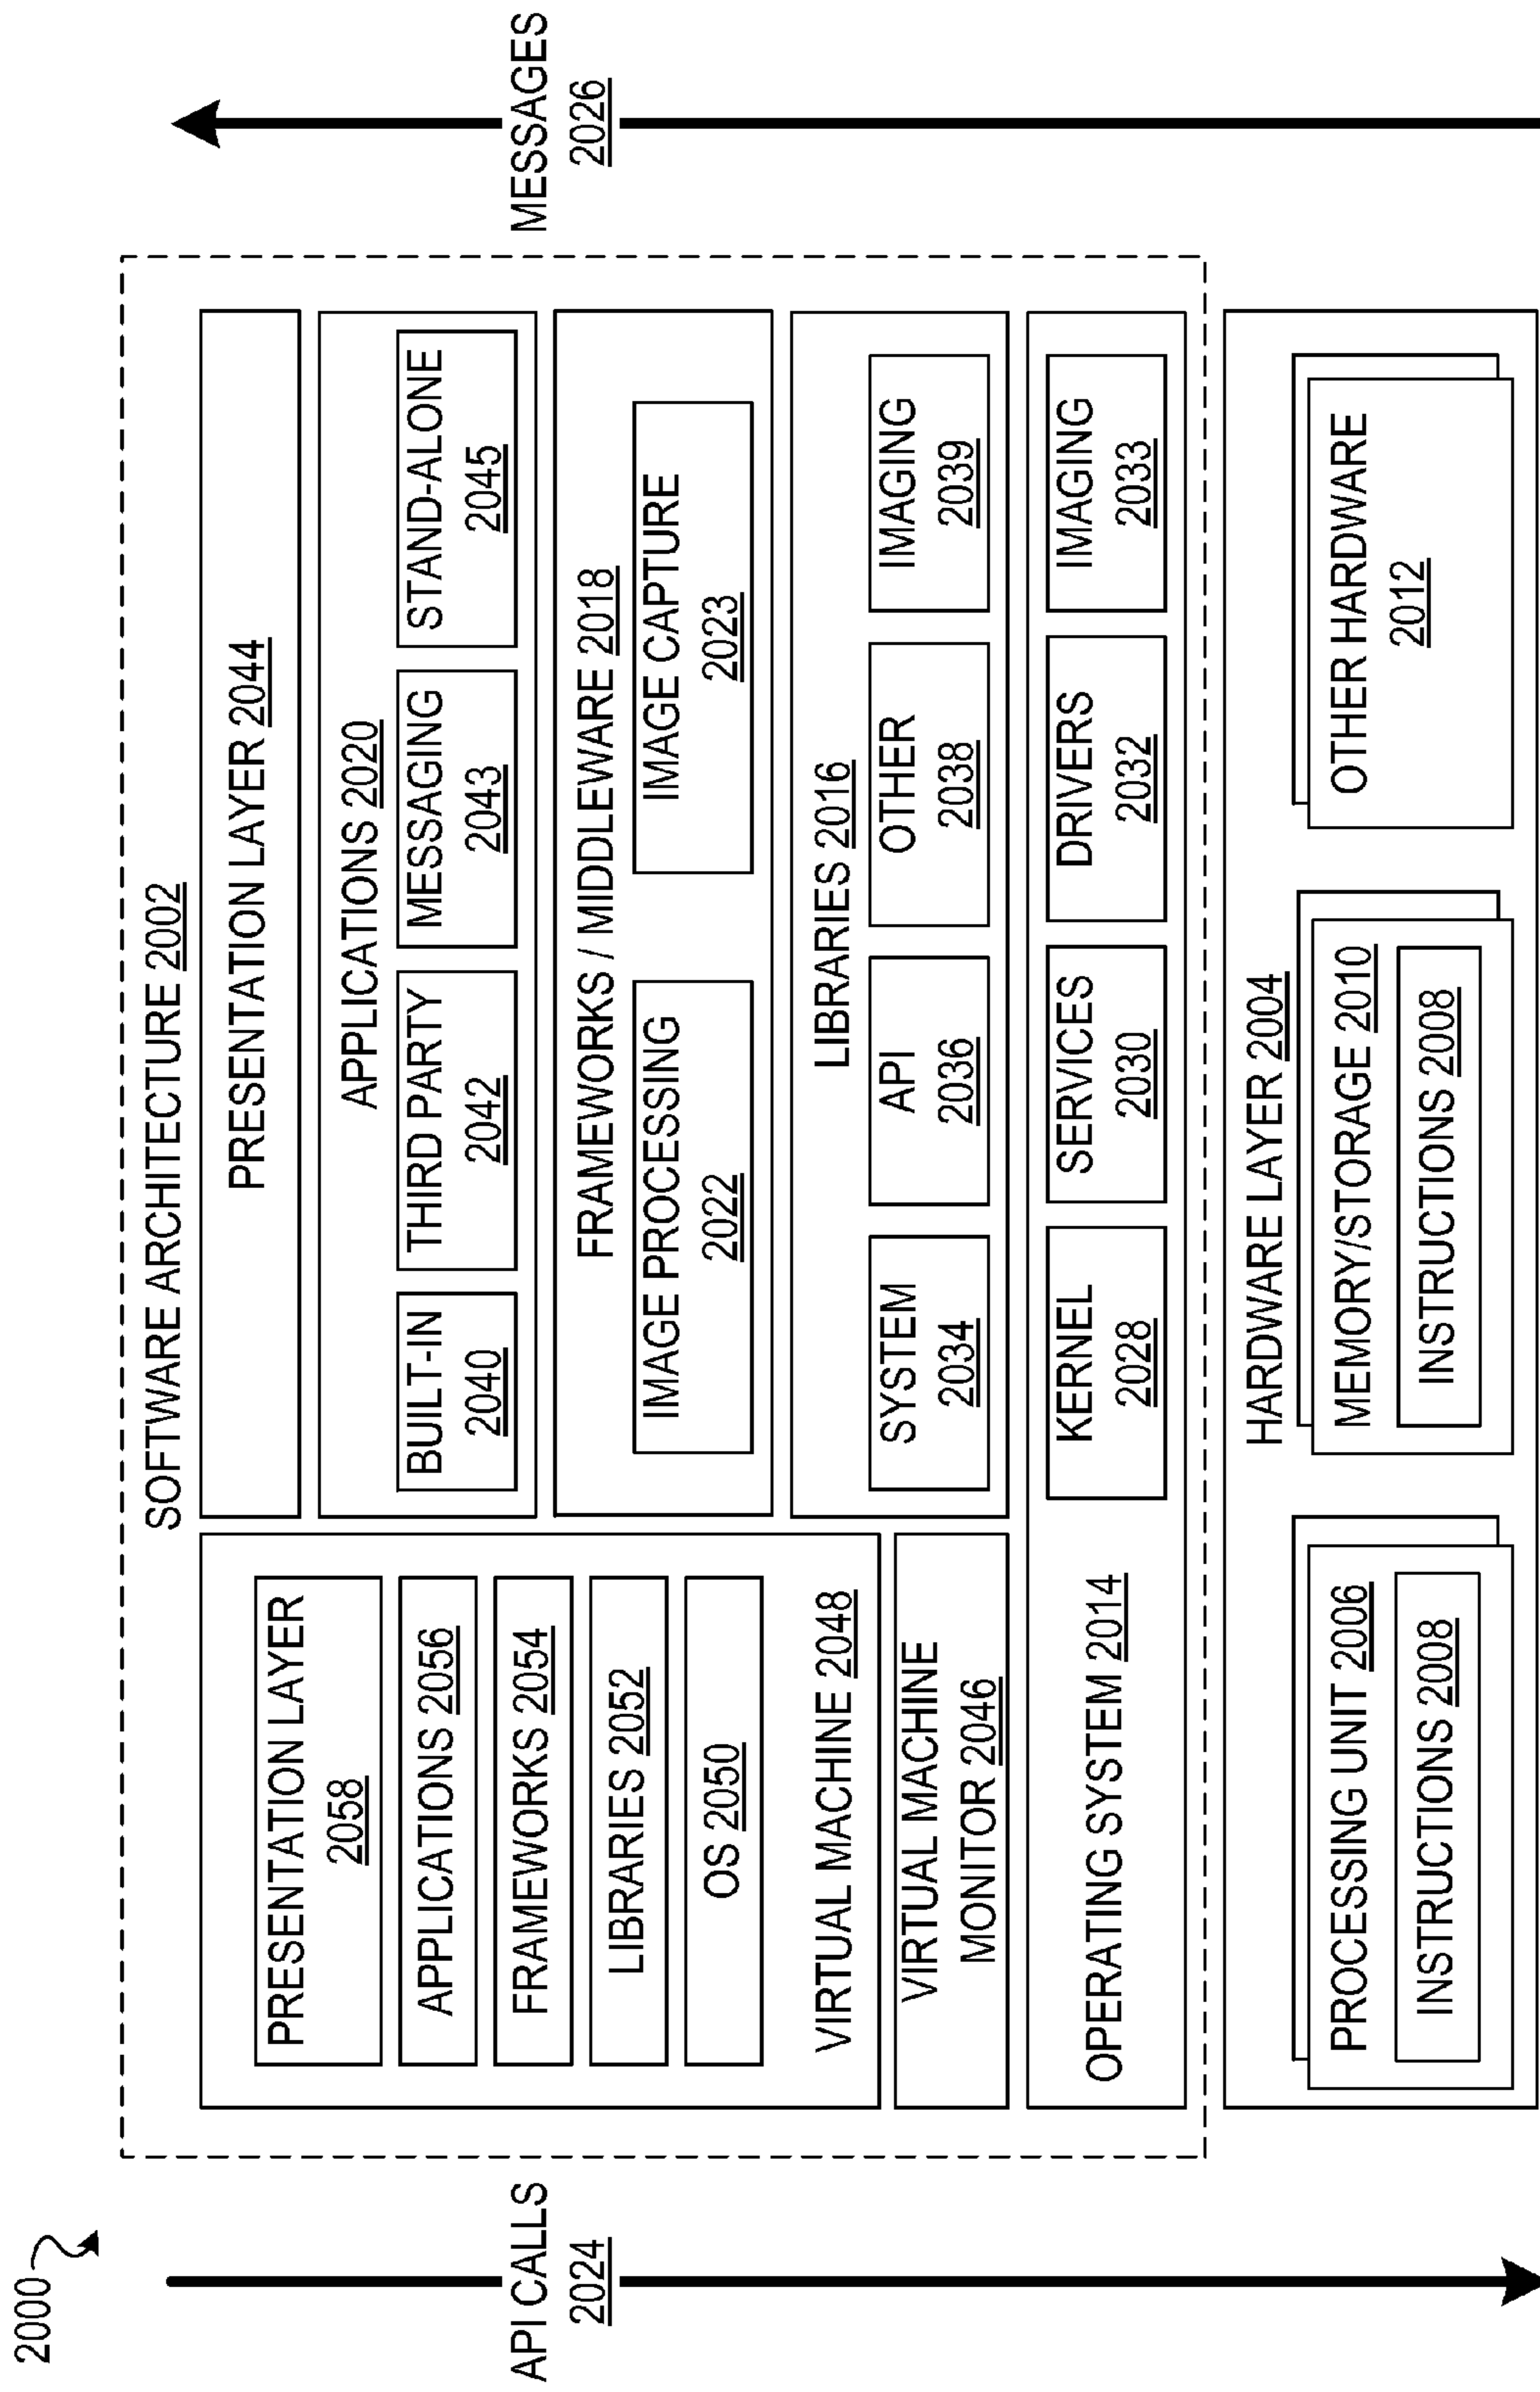 2000
SOFTWARE ARCHITECTURE 2002
PRESENTATION LAYER
2058
APPLICATIONS 2056
FRAMEWORKS 2054
LIBRARIES 2052
OS 2050
VIRTUAL MACHINE 2048
VIRTUAL MACHINE
MONITOR 2046
PRESENTATION LAYER 2044
APPLICATIONS 2020
BUILT-IN
2040
THIRD PARTY
2042
MESSAGING
2043
STAND-ALONE
2045
FRAMEWORKS / MIDDLEWARE 2018
IMAGE PROCESSING
2022
IMAGE CAPTURE
2023
LIBRARIES 2016
SYSTEM
2034
API
2036
OTHER
2038
IMAGING
2039
OPERATING SYSTEM 2014
KERNEL
2028
SERVICES
2030
DRIVERS
2032
IMAGING
2033
HARDWARE LAYER 2004
PROCESSING UNIT 2006
INSTRUCTIONS 2008
MEMORY/STORAGE 2010
INSTRUCTIONS 2008
OTHER HARDWARE
2012
API CALLS
2024
MESSAGES
2026